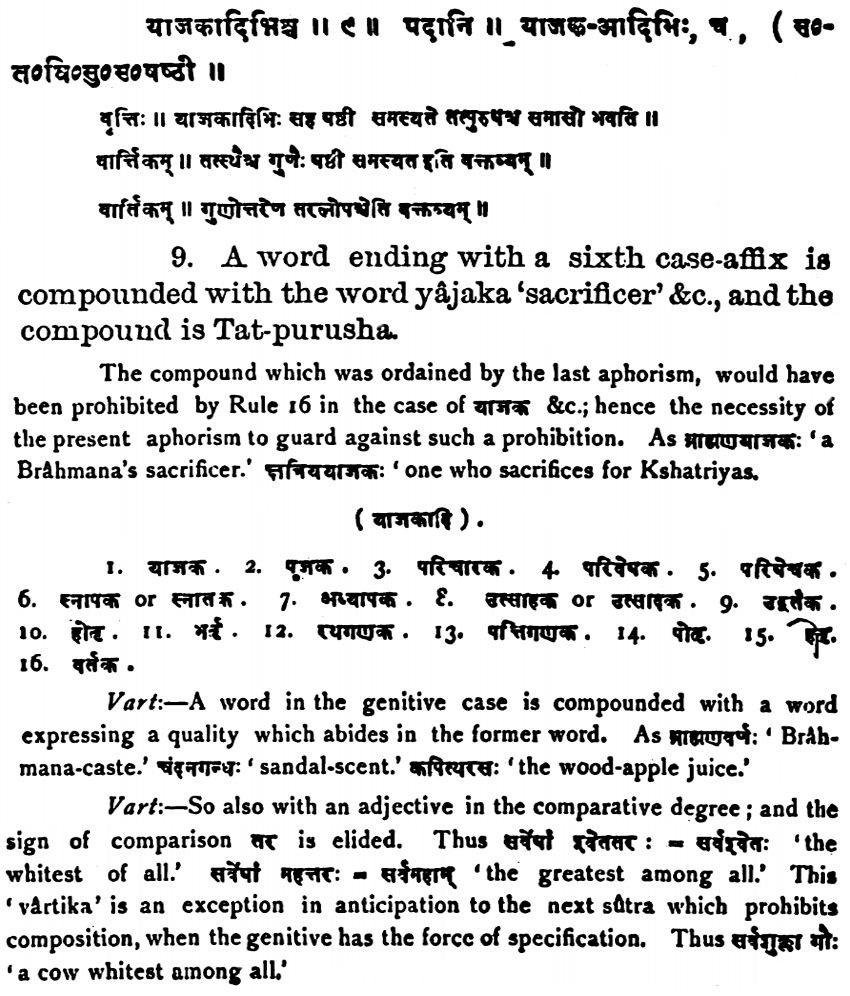 याजकादिभिश्च ॥ ९ ॥ पदानि ॥ याजक-आदिभिः, च, ( स०-
त०वि०सु०स०षष्ठी ॥
वृत्तिः ॥ याजकादिभिः सह षष्ठी समस्यते तत्पुरुषश्च समासो भवति ॥
वार्त्तिकम् ॥ तत्स्थैश्च गुणैः षष्ठी समस्यत इति वक्तव्यम् ॥
वार्तिकम् ॥ गुणोत्तरेण तरलोपश्चेति वक्तव्यम् ॥
9. A word ending with a sixth case-affix is
compounded with the word yâjaka ‘sacrificer’ &c., and the
compound is Tat-purusha.
The compound which was ordained by the last aphorism, would have
been prohibited by Rule 16 in the case of याजक &c.; hence the necessity of
the present aphorism to guard against such a prohibition. As ब्राह्मणयाजकः ‘a
Brâhmana's sacrificer.’ क्षत्रिययाजकः ‘one who sacrifices for Kshatriyas.
( याजकादि ) .
1. याजक . 2. पूजक . 3. परिचारक . 4. परिवेषक . 5. परिषेचक .
6. स्नापक or स्नातक . 7. अध्यापक . 8. उत्साहक or उत्सादक . 9. उद्वर्तक .
10. होतृ . 11. भर्तृ . 12. रथगणक . 13. पत्तिगणक . 14. पोतृ . 15.
16. वर्तक .
Vart:—A word in the genitive case is compounded with a word
expressing a quality which abides in the former word. As ब्राह्मणवर्णः ‘Brâh-
mana-caste.’ चंदनगन्धः ‘sandal-scent.’ कपित्यरसः ‘the wood-apple juice.’
Vart:—So also with an adjective in the comparative degree ; and the
sign of comparison तर is elided. Thus सर्वेषां श्वेततर : = सर्वश्वेतः ‘the
whitest of all.’ सर्वेषां महत्तरः = सर्वमहान् ‘the greatest among all.’ This
‘vârtika’ is an exception in anticipation to the next sûtra which prohibits
composition, when the genitive has the force of specification. Thus सर्वशुक्ला गौः
‘a cow whitest among all.’